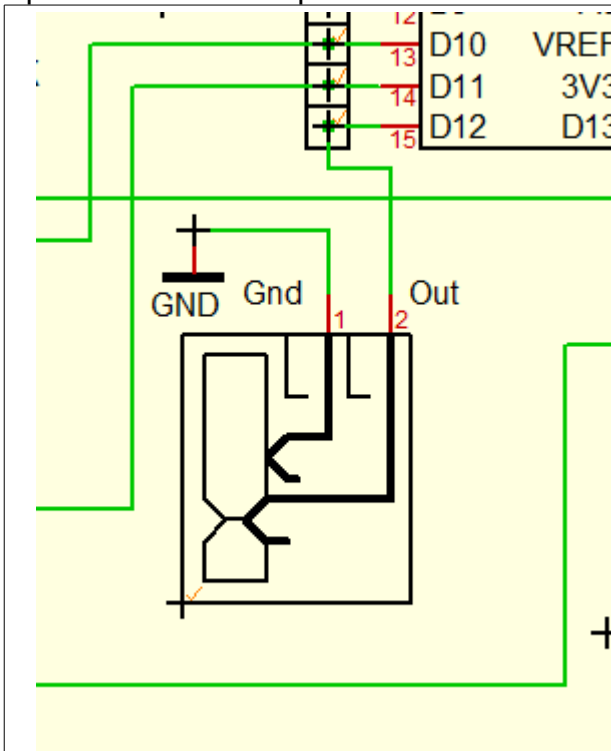 12
13 D10 VREF
14 D11 3V3
15 D12 D13
GND Gnd Out
1 2